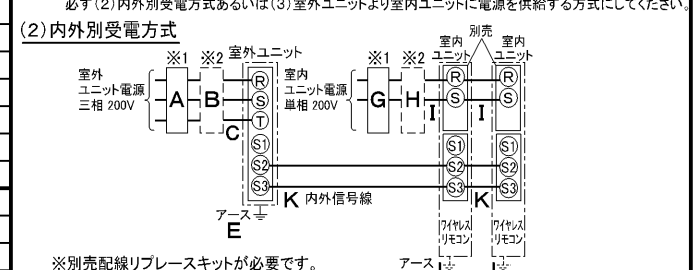 必ず(2)内外別受電方式あるいは(3)室外ユニットより室内ユニットに電源を供給する方式にしてください。
(2)内外別受電方式
別売
※1 ※2 室外ユニット
※1 ※2 室内ユニット 室内ユニット
室外
ユニット電源
三相 200V
A B C
R
S
T
S1
S2
S3
室内
ユニット電源
単相 200V
G H I I
R R
S S
S1 S1
S2 S2
S3 S3
K 内外信号線 K
アース
E
ワイヤレス
リモコン
ワイヤレス
リモコン
※別売配線リプレースキットが必要です。
アース